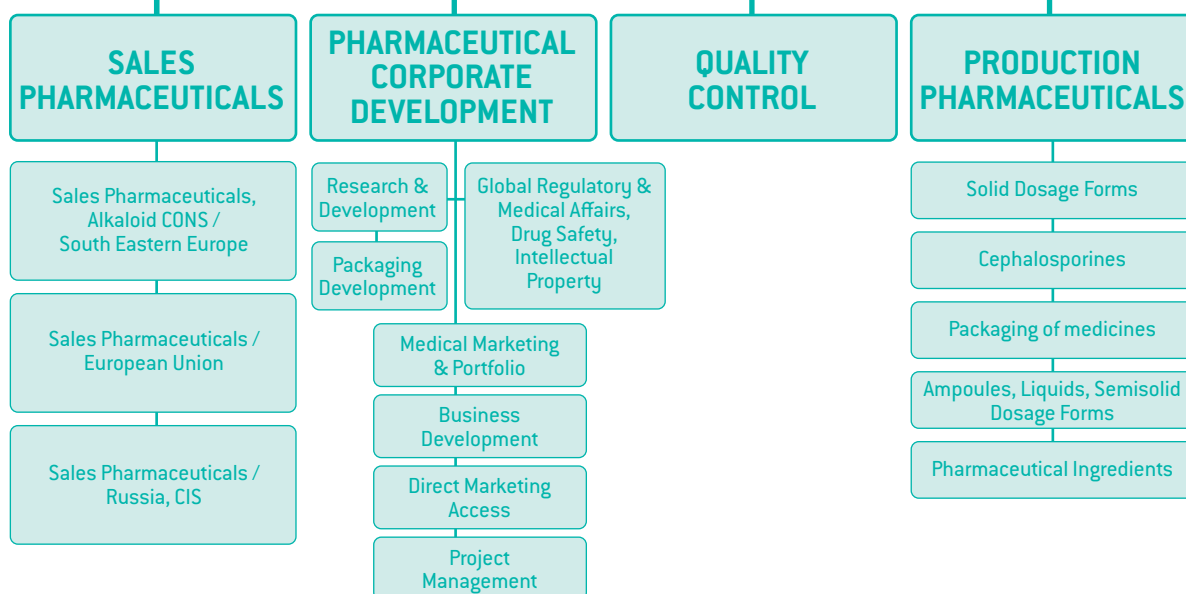 SALES
PHARMACEUTICALS
Sales Pharmaceuticals,
Alkaloid CONS /
South Eastern Europe
Sales Pharmaceuticals /
European Union
Sales Pharmaceuticals /
Russia, CIS
PHARMACEUTICAL
CORPORATE
DEVELOPMENT
Research &
Development
Packaging
Development
Global Regulatory &
Medical Affairs,
Drug Safety,
Intellectual
Property
Medical Marketing
& Portfolio
Business
Development
Direct Marketing
Access
Project
Management
QUALITY
CONTROL
PRODUCTION
PHARMACEUTICALS
Solid Dosage Forms
Cephalosporines
Packaging of medicines
Ampoules, Liquids, Semisolid
Dosage Forms
Pharmaceutical Ingredients